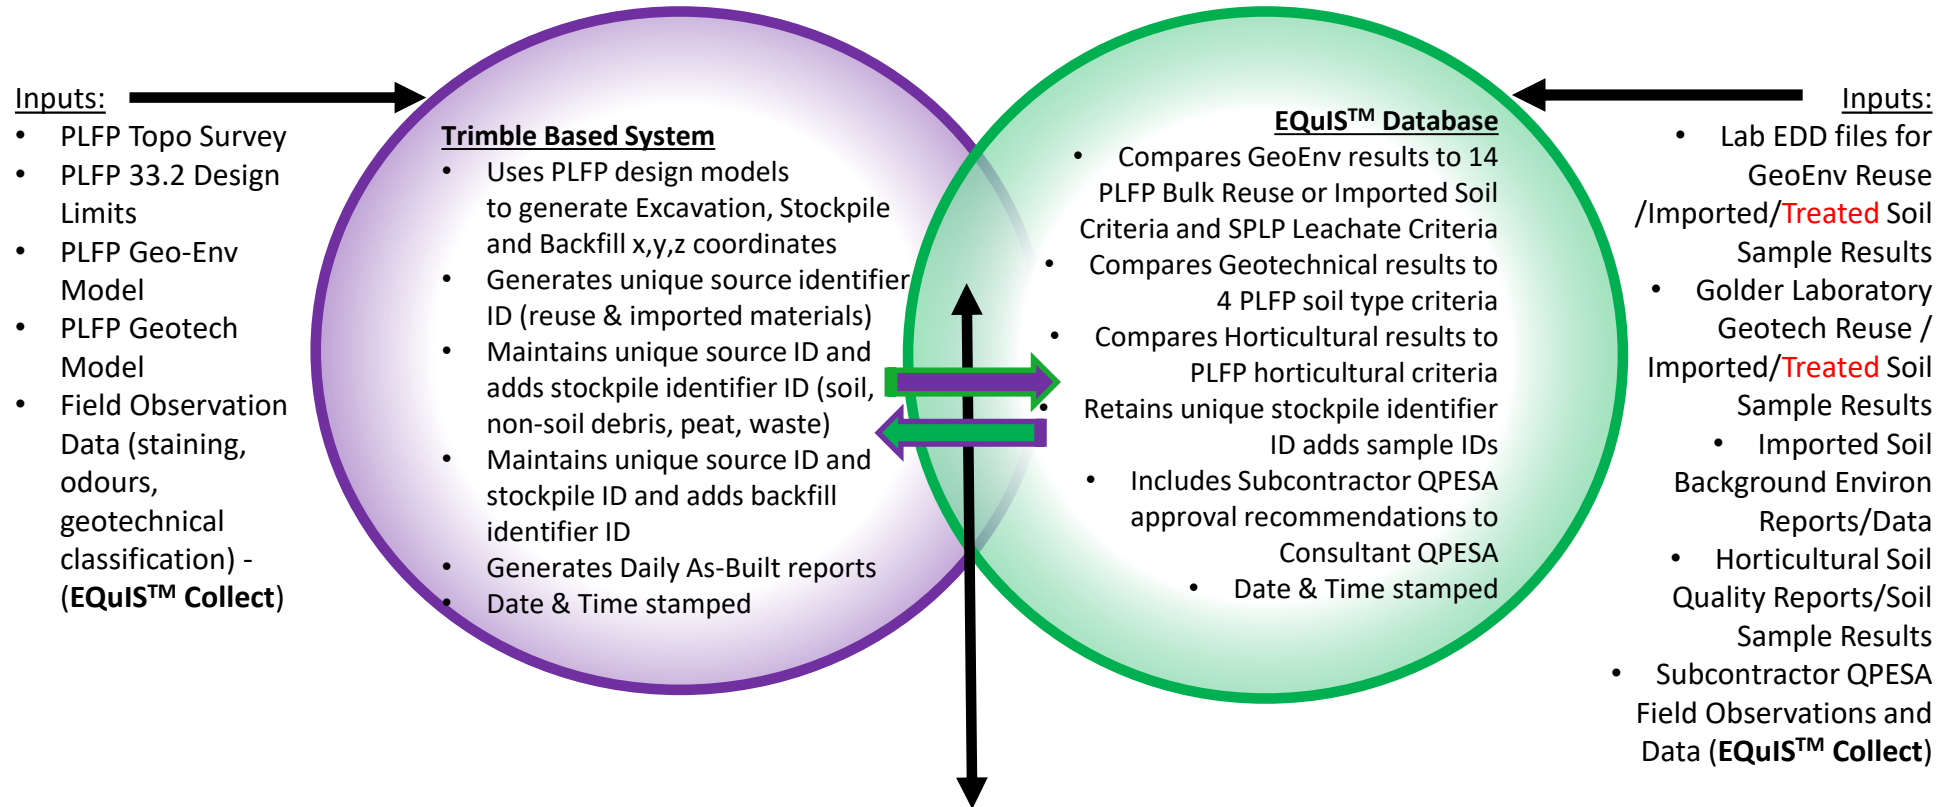 Inputs:
• PLFP Topo Survey
• PLFP 33.2 Design
Limits
• PLFP Geo-Env
Model
• PLFP Geotech
Model
• Field Observation
Data (staining,
odours,
geotechnical
classification) -
(EQuIS™ Collect)
Trimble Based System
• Uses PLFP design models
to generate Excavation, Stockpile
and Backfill x,y,z coordinates
• Generates unique source identifier
ID (reuse & imported materials)
• Maintains unique source ID and
adds stockpile identifier ID (soil,
non-soil debris, peat, waste)
• Maintains unique source ID and
stockpile ID and adds backfill
identifier ID
• Generates Daily As-Built reports
• Date & Time stamped
EQuIS™ Database
• Compares GeoEnv results to 14
PLFP Bulk Reuse or Imported Soil
Criteria and SPLP Leachate Criteria
• Compares Geotechnical results to
4 PLFP soil type criteria
• Compares Horticultural results to
PLFP horticultural criteria
• Retains unique stockpile identifier
ID adds sample IDs
• Includes Subcontractor QPESA
approval recommendations to
Consultant QPESA
• Date & Time stamped
Inputs:
• Lab EDD files for
GeoEnv Reuse
/Imported/Treated Soil
Sample Results
• Golder Laboratory
Geotech Reuse /
Imported/Treated Soil
Sample Results
• Imported Soil
Background Environ
Reports/Data
• Horticultural Soil
Quality Reports/Soil
Sample Results
• Subcontractor QPESA
Field Observations and
Data (EQuIS™ Collect)